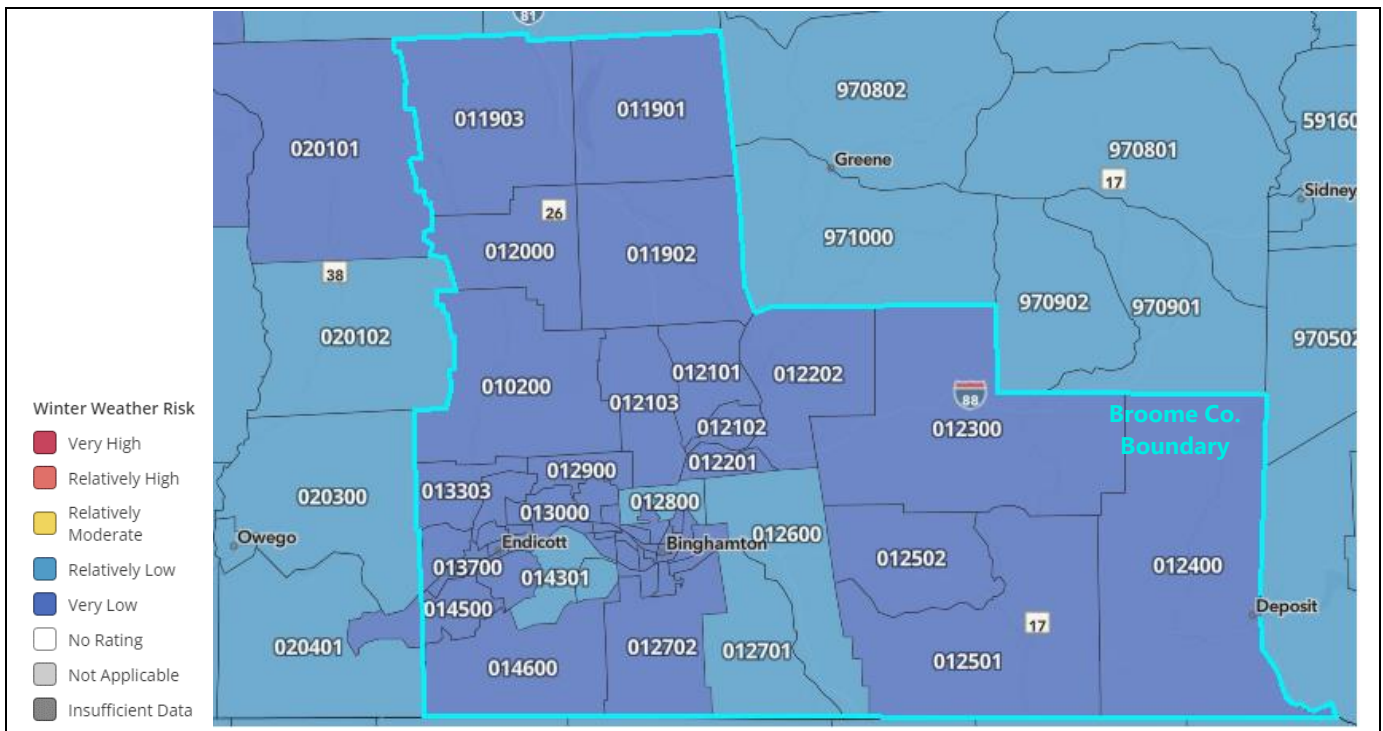 81
011903
011901
970802
020101
970801
59160
Greene
17
Sidney
26
012000
011902
971000
38
020102
970902
970901
970502
010200
012101
012202
012103
88
012300
Broome Co.
Boundary
012102
012201
012900
013303
020300
013000
012800
012600
Owego
Endicott
Binghamton
013700
014301
012502
012400
014500
Deposit
17
020401
014600
012702
012701
012501
Winter Weather Risk
Very High
Relatively High
Relatively
Moderate
Relatively Low
Very Low
No Rating
Not Applicable
Insufficient Data